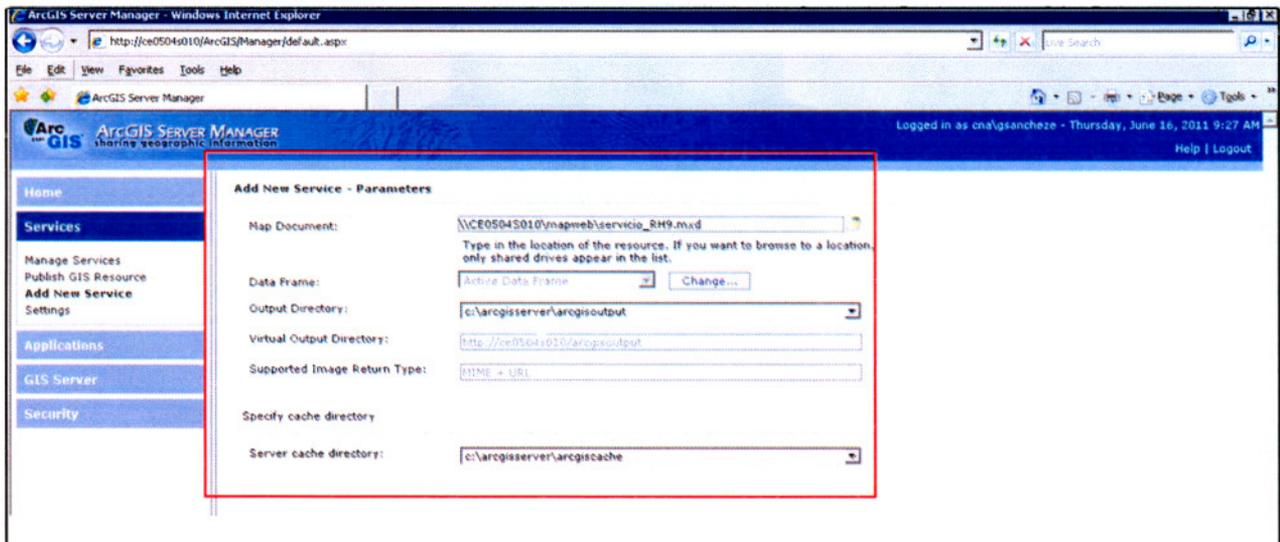 ArcGIS Server Manager - Windows Internet Explorer
http://ce0504s010/ArcGIS/Manager/default.aspx
Live Search
File Edit View Favorites Tools Help
ArcGIS Server Manager
Page Tools
ArcGIS
ArcGIS SERVER MANAGER
sharing geographic information
Logged in as cna\gsancheze - Thursday, June 16, 2011 9:27 AM
Help | Logout
Home
Services
Manage Services
Publish GIS Resource
Add New Service
Settings
Applications
GIS Server
Security
Add New Service - Parameters
Map Document: \\CE0504S010\mapweb\servicio_RH9.mxd
Type in the location of the resource. If you want to browse to a location,
only shared drives appear in the list.
Data Frame: Active Data Frame Change...
Output Directory: c:\arcgisserver\arcgisoutput
Virtual Output Directory: http://ce0504s010/arcgisoutput
Supported Image Return Type: MIME + URL
Specify cache directory
Server cache directory: c:\arcgisserver\arcgiscache